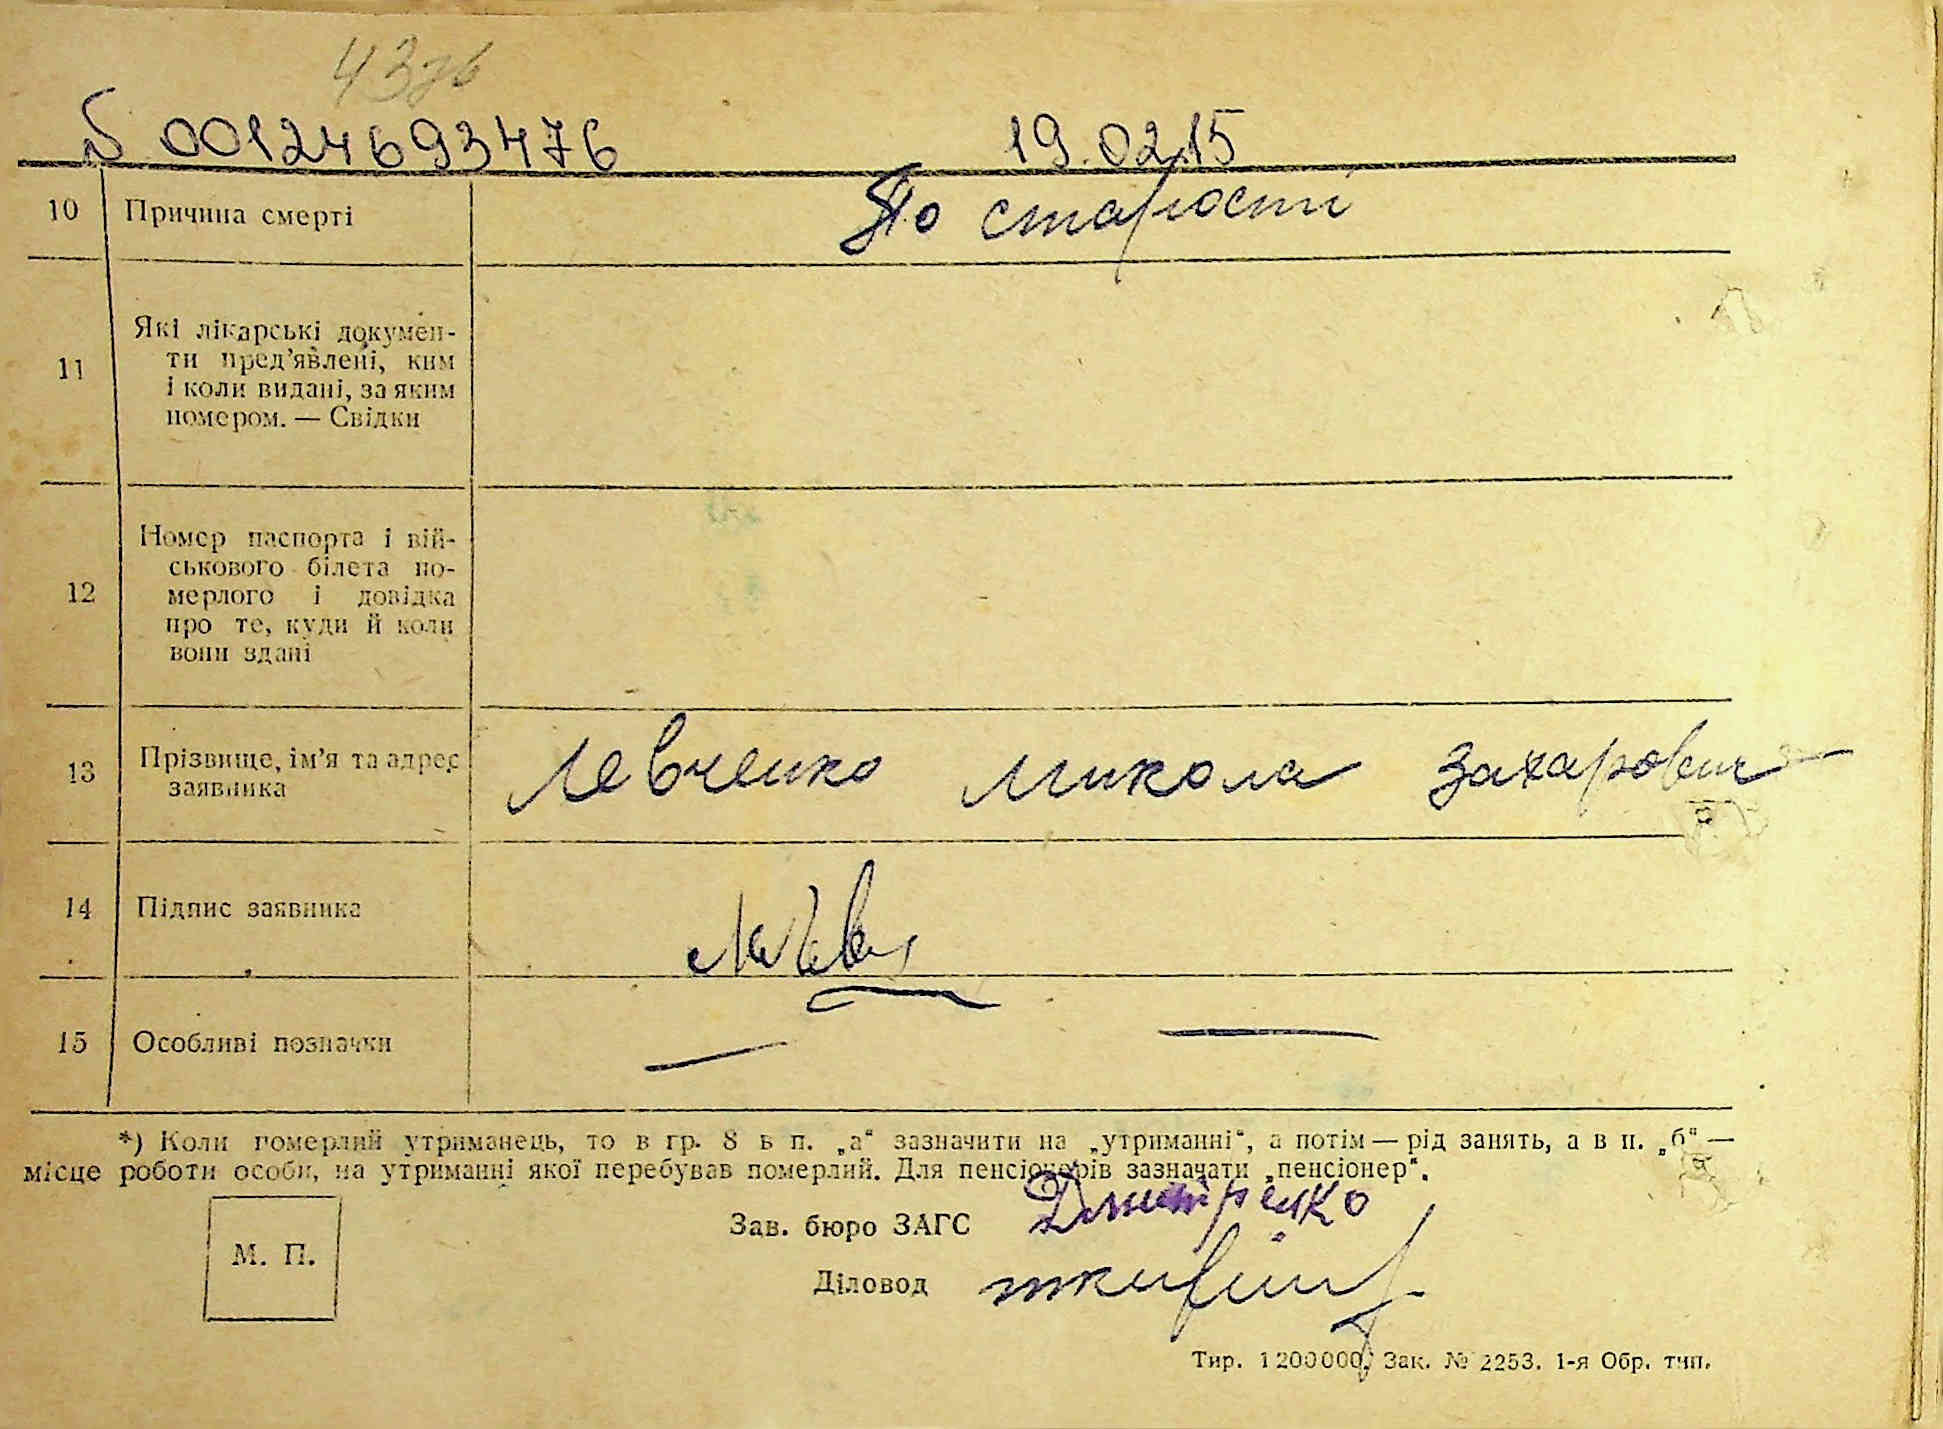 43зв
Б 00124693476 19.02.15
10 Причина смерті По старости
11 Які лікарські докумен-
ти пред'явлені, ким
і коли видані, за яким
номером. — Свідки
12 Номер паспорта і вій-
ськового білета по-
мерлого і довідка
про те, куди й коли
вони здані
13 Прізвище, ім'я та адрес
заявника
Левченко Микола Захарович
14 Підпис заявника
15 Особливі позначки — —
*) Коли померлий утриманець, то в гр. 8 в п. „а“ зазначити на „утриманні“, а потім — рід занять, а в п. „б“ —
місце роботи особи, на утриманні якої перебував померлий. Для пенсіонерів зазначати „пенсіонер“.
М. П.
Зав. бюро ЗАГС Дмитренко
Діловод
Тир. 1200000. Зак. № 2253. 1-я Обр. тип.